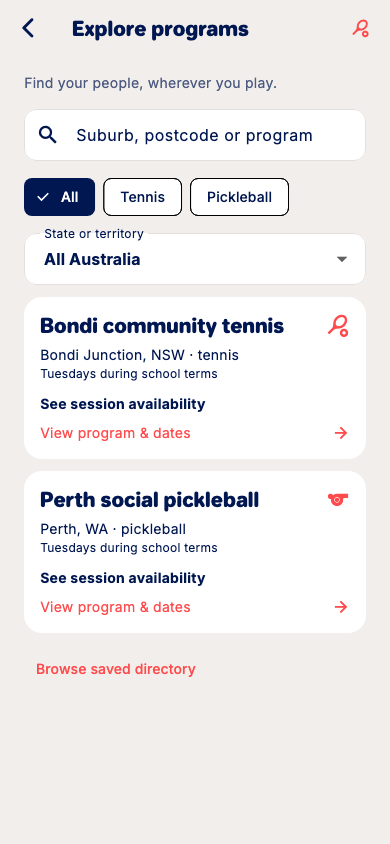 Explore programs
Find your people, wherever you play.
Suburb, postcode or program
All
Tennis
Pickleball
State or territory
All Australia
Bondi community tennis
Bondi Junction, NSW · tennis
Tuesdays during school terms
See session availability
View program & dates
Perth social pickleball
Perth, WA · pickleball
Tuesdays during school terms
See session availability
View program & dates
Browse saved directory